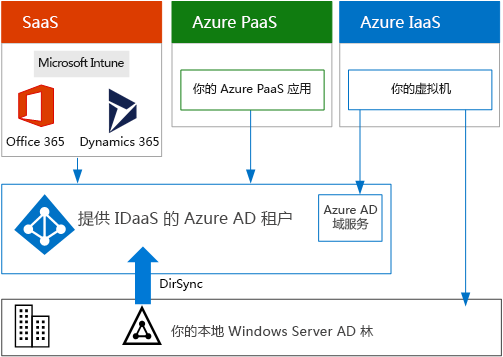 SaaS
Azure PaaS
Azure IaaS
Microsoft Intune
Office 365
Dynamics 365
你的 Azure PaaS 应用
你的虚拟机
提供 IDaaS 的 Azure AD 租户
Azure AD
域服务
DirSync
你的本地 Windows Server AD 林